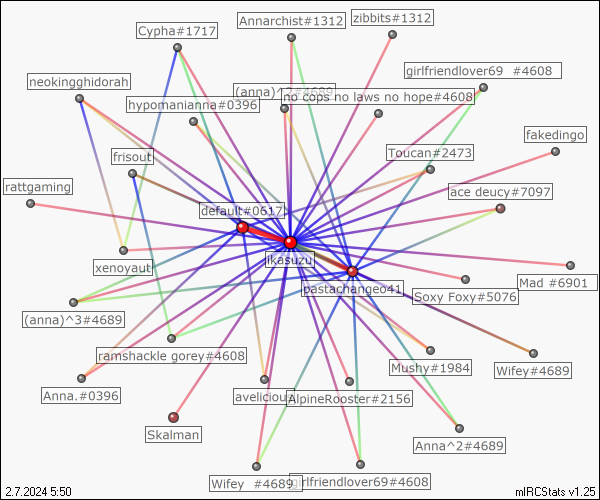 Annarchist#1312
zibbits#1312
Cypha#1717
girlfriendlover69 #4608
neokingghidorah
(anna)^2#4689
no cops no laws no hope#4608
hypomanianna#0396
fakedingo
frisout
Toucan#2473
rattgaming
ace deucy#7097
default#0617
ikasuzu
xenoyaut
pastachange041
Mad #6901
Soxy Foxy#5076
(anna)^3#4689
ramshackle gorey#4608
Mushy#1984
Wifey#4689
Anna.#0396
avelicious
AlpineRooster#2156
Skalman
Anna^2#4689
Wifey #4689
girlfriendlover69#4608
2.7.2024 5:50
mIRCStats v1.25